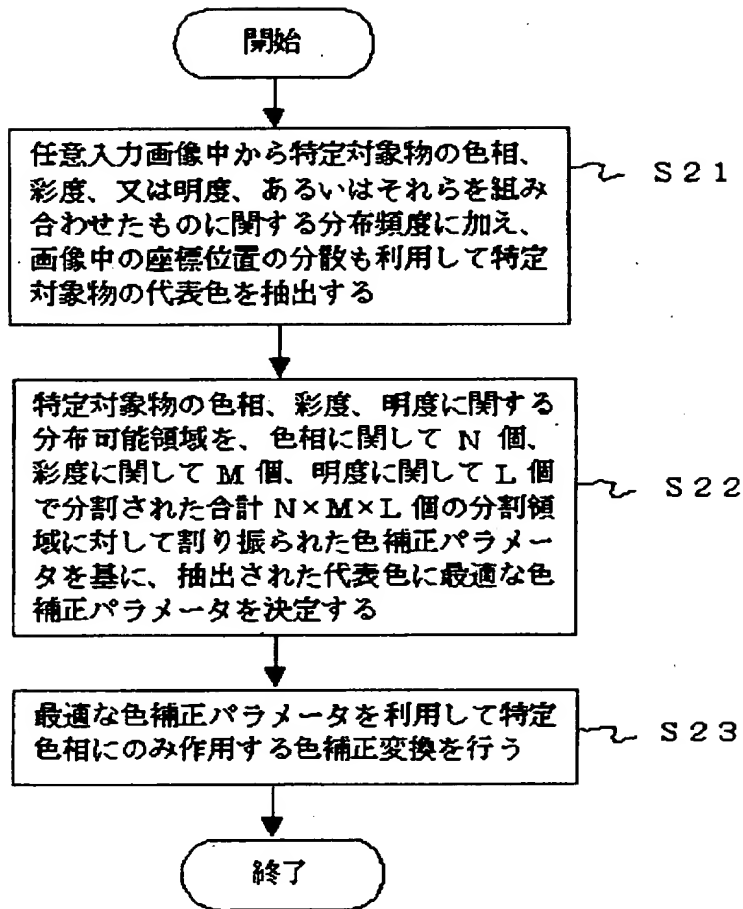 開始
任意入力画像中から特定対象物の色相、
彩度、又は明度、あるいはそれらを組み
合わせたものに関する分布頻度に加え、
画像中の座標位置の分散も利用して特定
対象物の代表色を抽出する
S21
特定対象物の色相、彩度、明度に関する
分布可能領域を、色相に関して N 個、
彩度に関して M 個、明度に関して L 個
で分割された合計 N×M×L 個の分割領
域に対して割り振られた色補正パラメー
タを基に、抽出された代表色に最適な色
補正パラメータを決定する
S22
最適な色補正パラメータを利用して特定
色相にのみ作用する色補正変換を行う
S23
終了